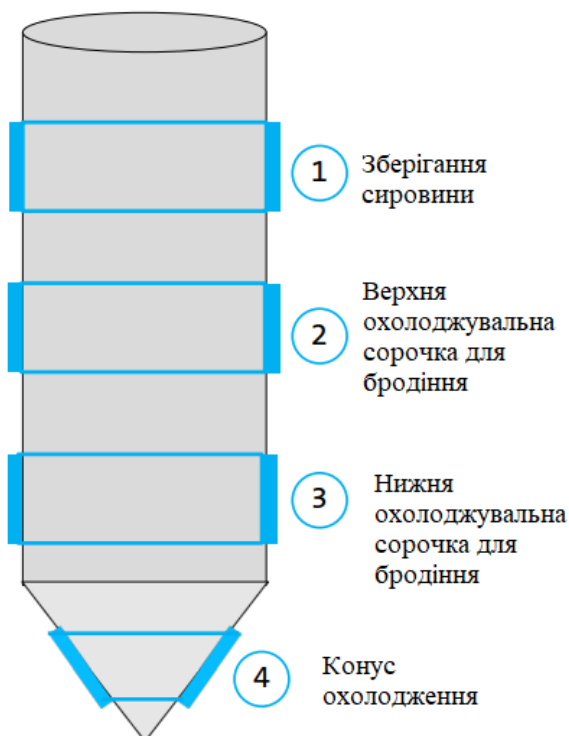 1
Зберігання
сировини
2
Верхня
охолоджувальна
сорочка для
бродіння
3
Нижня
охолоджувальна
сорочка для
бродіння
4
Конус
охолодження